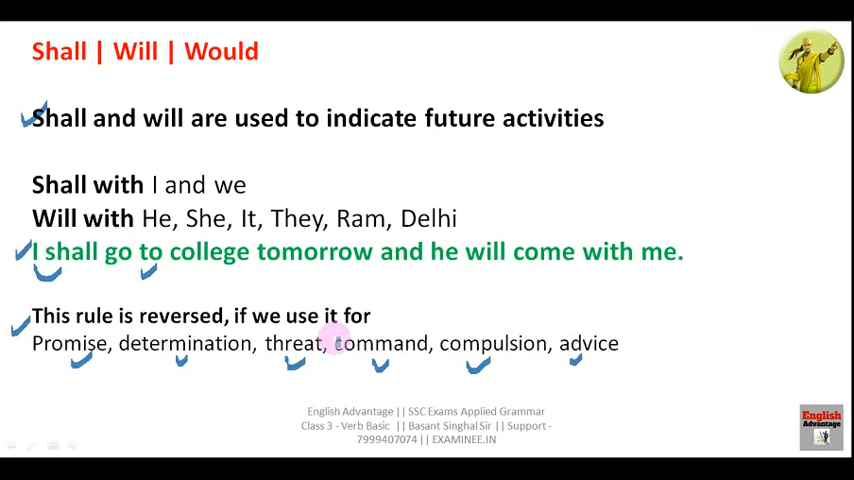 Shall | Will | Would
Shall and will are used to indicate future activities
Shall with I and we
Will with He, She, It, They, Ram, Delhi
I shall go to college tomorrow and he will come with me.
This rule is reversed, if we use it for
Promise, determination, threat, command, compulsion, advice
English Advantage || SSC Exams Applied Grammar
Class 3 - Verb Basic || Basant Singhal Sir || Support -
7999407074 || EXAMINEE.IN
English
Advantage